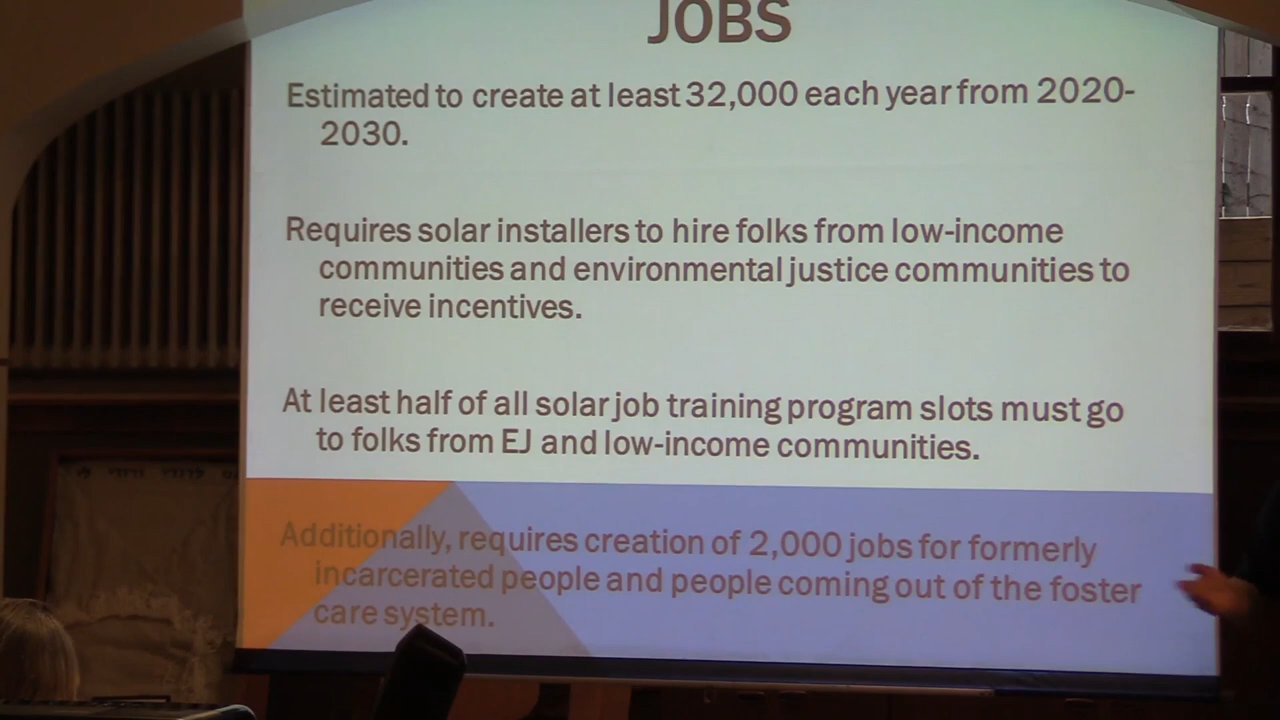 JOBS
Estimated to create at least 32,000 each year from 2020-
2030.
Requires solar installers to hire folks from low-income
communities and environmental justice communities to
receive incentives.
At least half of all solar job training program slots must go
to folks from EJ and low-income communities.
Additionally, requires creation of 2,000 jobs for formerly
incarcerated people and people coming out of the foster
care system.